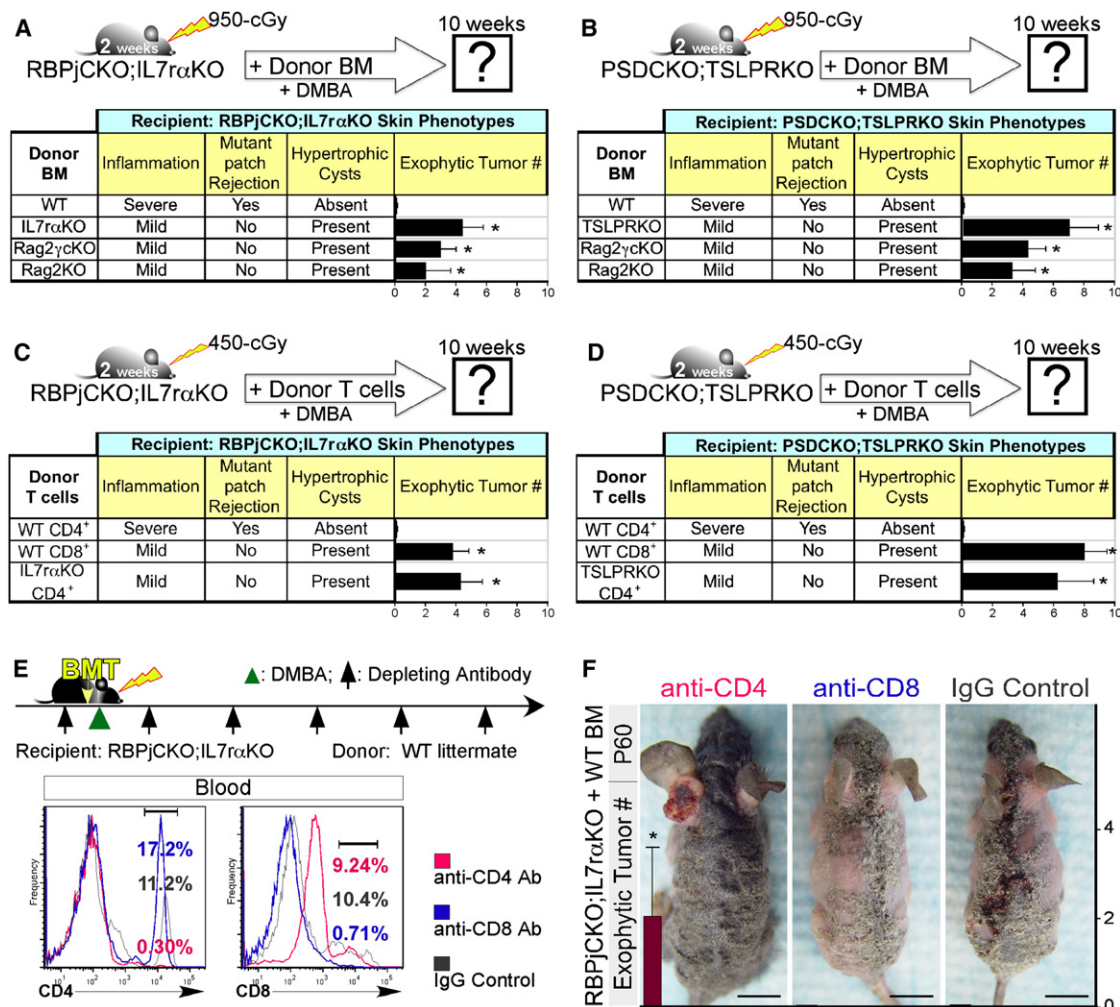 A
950-cGy
2 weeks
RBPjCKO;IL7rαKO
+ Donor BM
+ DMBA
10 weeks
?
Recipient: RBPjCKO;IL7rαKO Skin Phenotypes
Donor BM
Inflammation
Mutant patch Rejection
Hypertrophic Cysts
Exophytic Tumor #
WT Severe Yes Absent
IL7rαKO Mild No Present *
Rag2γcKO Mild No Present *
Rag2KO Mild No Present *
0 2 4 6 8 10
B
950-cGy
2 weeks
PSDCKO;TSLPRKO
+ Donor BM
+ DMBA
10 weeks
?
Recipient: PSDCKO;TSLPRKO Skin Phenotypes
Donor BM
Inflammation
Mutant patch Rejection
Hypertrophic Cysts
Exophytic Tumor #
WT Severe Yes Absent
TSLPRKO Mild No Present *
Rag2γcKO Mild No Present *
Rag2KO Mild No Present *
0 2 4 6 8 10
C
450-cGy
2 weeks
RBPjCKO;IL7rαKO
+ Donor T cells
+ DMBA
10 weeks
?
Recipient: RBPjCKO;IL7rαKO Skin Phenotypes
Donor T cells
Inflammation
Mutant patch Rejection
Hypertrophic Cysts
Exophytic Tumor #
WT CD4⁺ Severe Yes Absent
WT CD8⁺ Mild No Present *
IL7rαKO CD4⁺ Mild No Present *
0 2 4 6 8 10
D
450-cGy
2 weeks
PSDCKO;TSLPRKO
+ Donor T cells
+ DMBA
10 weeks
?
Recipient: PSDCKO;TSLPRKO Skin Phenotypes
Donor T cells
Inflammation
Mutant patch Rejection
Hypertrophic Cysts
Exophytic Tumor #
WT CD4⁺ Severe Yes Absent
WT CD8⁺ Mild No Present *
TSLPRKO CD4⁺ Mild No Present *
0 2 4 6 8 10
E
BMT
: DMBA; : Depleting Antibody
Recipient: RBPjCKO;IL7rαKO Donor: WT littermate
Blood
Frequency
17.2%
11.2%
0.30%
10¹ 10² 10³ 10⁴ 10⁵
CD4
Frequency
9.24%
10.4%
0.71%
10¹ 10² 10³ 10⁴ 10⁵
CD8
anti-CD4 Ab
anti-CD8 Ab
IgG Control
F
anti-CD4 anti-CD8 IgG Control
RBPjCKO;IL7rαKO + WT BM
P60
Exophytic Tumor #
*
4
2
0